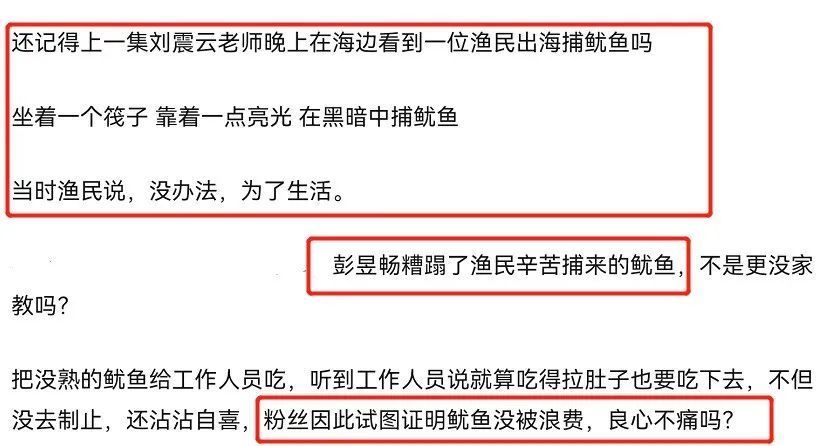 还记得上一集刘震云老师晚上在海边看到一位渔民出海捕鱿鱼吗
坐着一个筏子 靠着一点亮光 在黑暗中捕鱿鱼
当时渔民说，没办法，为了生活。
彭昱畅糟蹋了渔民辛苦捕来的鱿鱼，不是更没家
教吗？
把没熟的鱿鱼给工作人员吃，听到工作人员说就算吃得拉肚子也要吃下去，不但
没去制止，还沾沾自喜，粉丝因此试图证明鱿鱼没被浪费，良心不痛吗？